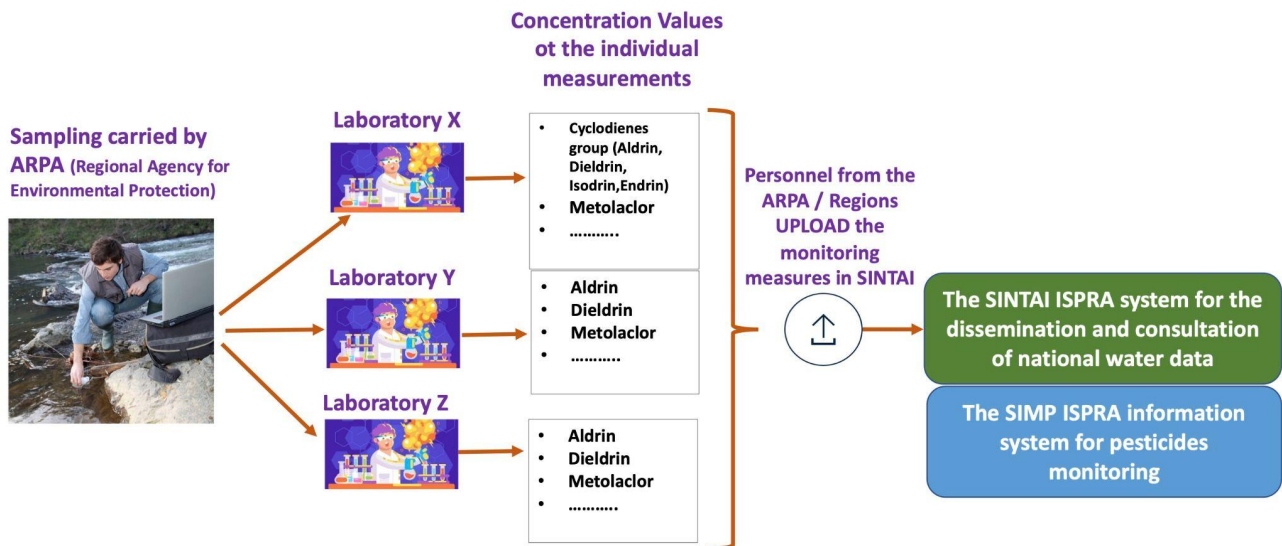 Concentration Values
ot the individual
measurements
Sampling carried by
ARPA (Regional Agency for
Environmental Protection)
Laboratory X
• Cyclodienes
group (Aldrin,
Dieldrin,
Isodrin,Endrin)
• Metolaclor
• ...........
Laboratory Y
• Aldrin
• Dieldrin
• Metolaclor
• ...........
Laboratory Z
• Aldrin
• Dieldrin
• Metolaclor
• ...........
Personnel from the
ARPA / Regions
UPLOAD the
monitoring
measures in SINTAI
The SINTAI ISPRA system for the
dissemination and consultation
of national water data
The SIMP ISPRA information
system for pesticides
monitoring